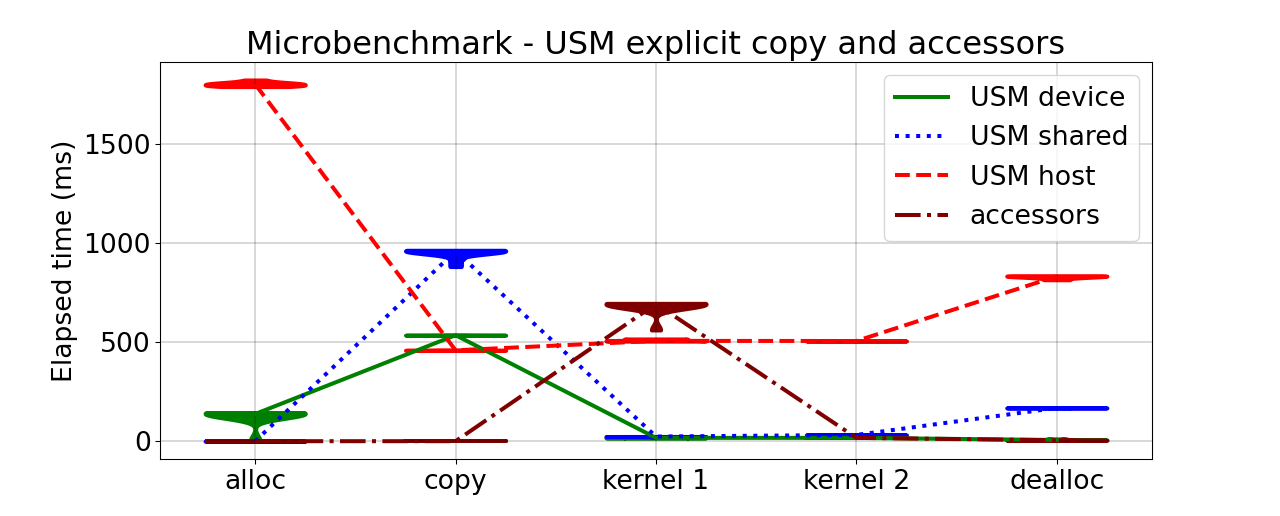 Microbenchmark - USM explicit copy and accessors
Elapsed time (ms)
1500
1000
500
0
alloc
copy
kernel 1
kernel 2
dealloc
USM device
USM shared
USM host
accessors